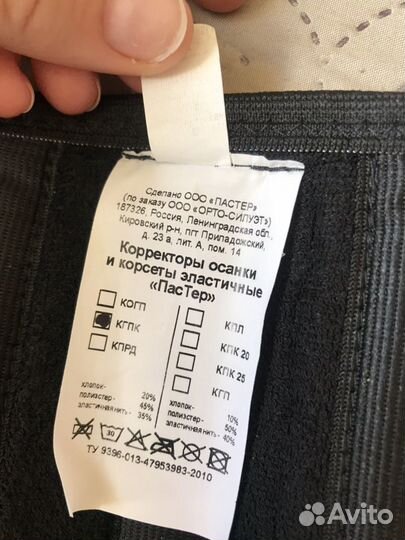 Сделано ООО «ПАСТЕР»
(по заказу ООО «ОРТО-СИЛУЭТ»)
187326, Россия, Ленинградская обл.,
Кировский р-н, пгт Приладожский,
д. 23 а, лит. А, пом. 14
Корректоры осанки
и корсеты эластичные
«ПасТер»
КОГП
КГПК
КПРД
хлопок- 20%
полиэстер- 45%
эластичная нить- 35%
КПЛ
КПК 20
КПК 25
КГП
хлопок- 10%
полиэстер- 50%
эластичная нить- 40%
30
ТУ 9396-013-47953983-2010
Avito